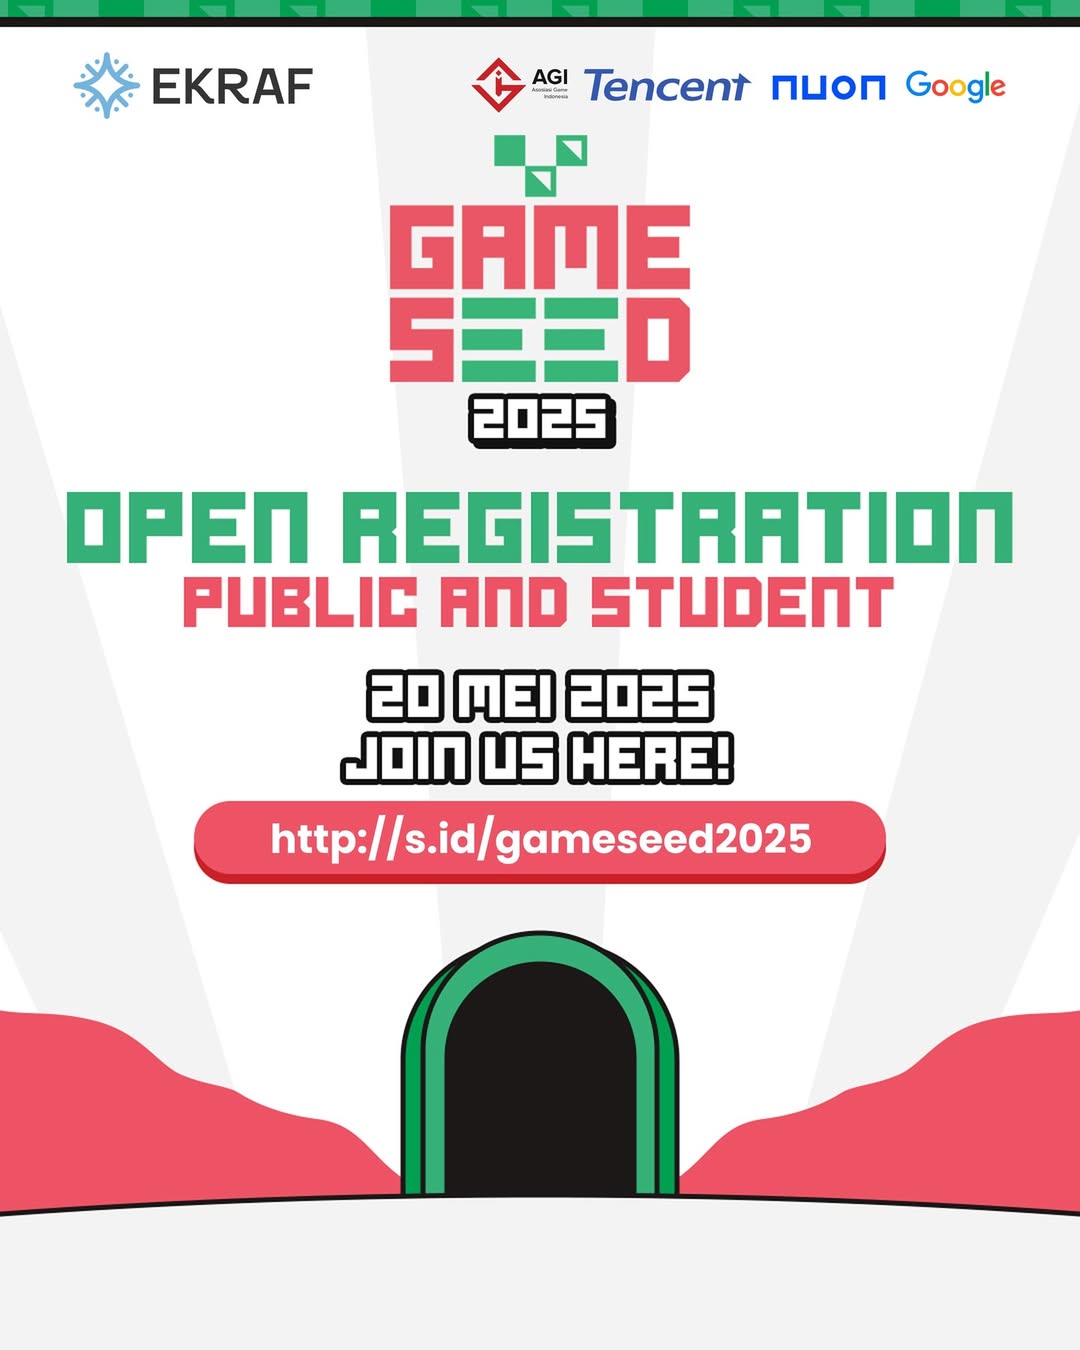 EKRAF
AGI
Asosiasi Game
Indonesia
Tencent
nuon
Google
GAME
SEED
2025
OPEN REGISTRATION
PUBLIC AND STUDENT
20 MEI 2025
JOIN US HERE!
http://s.id/gameseed2025